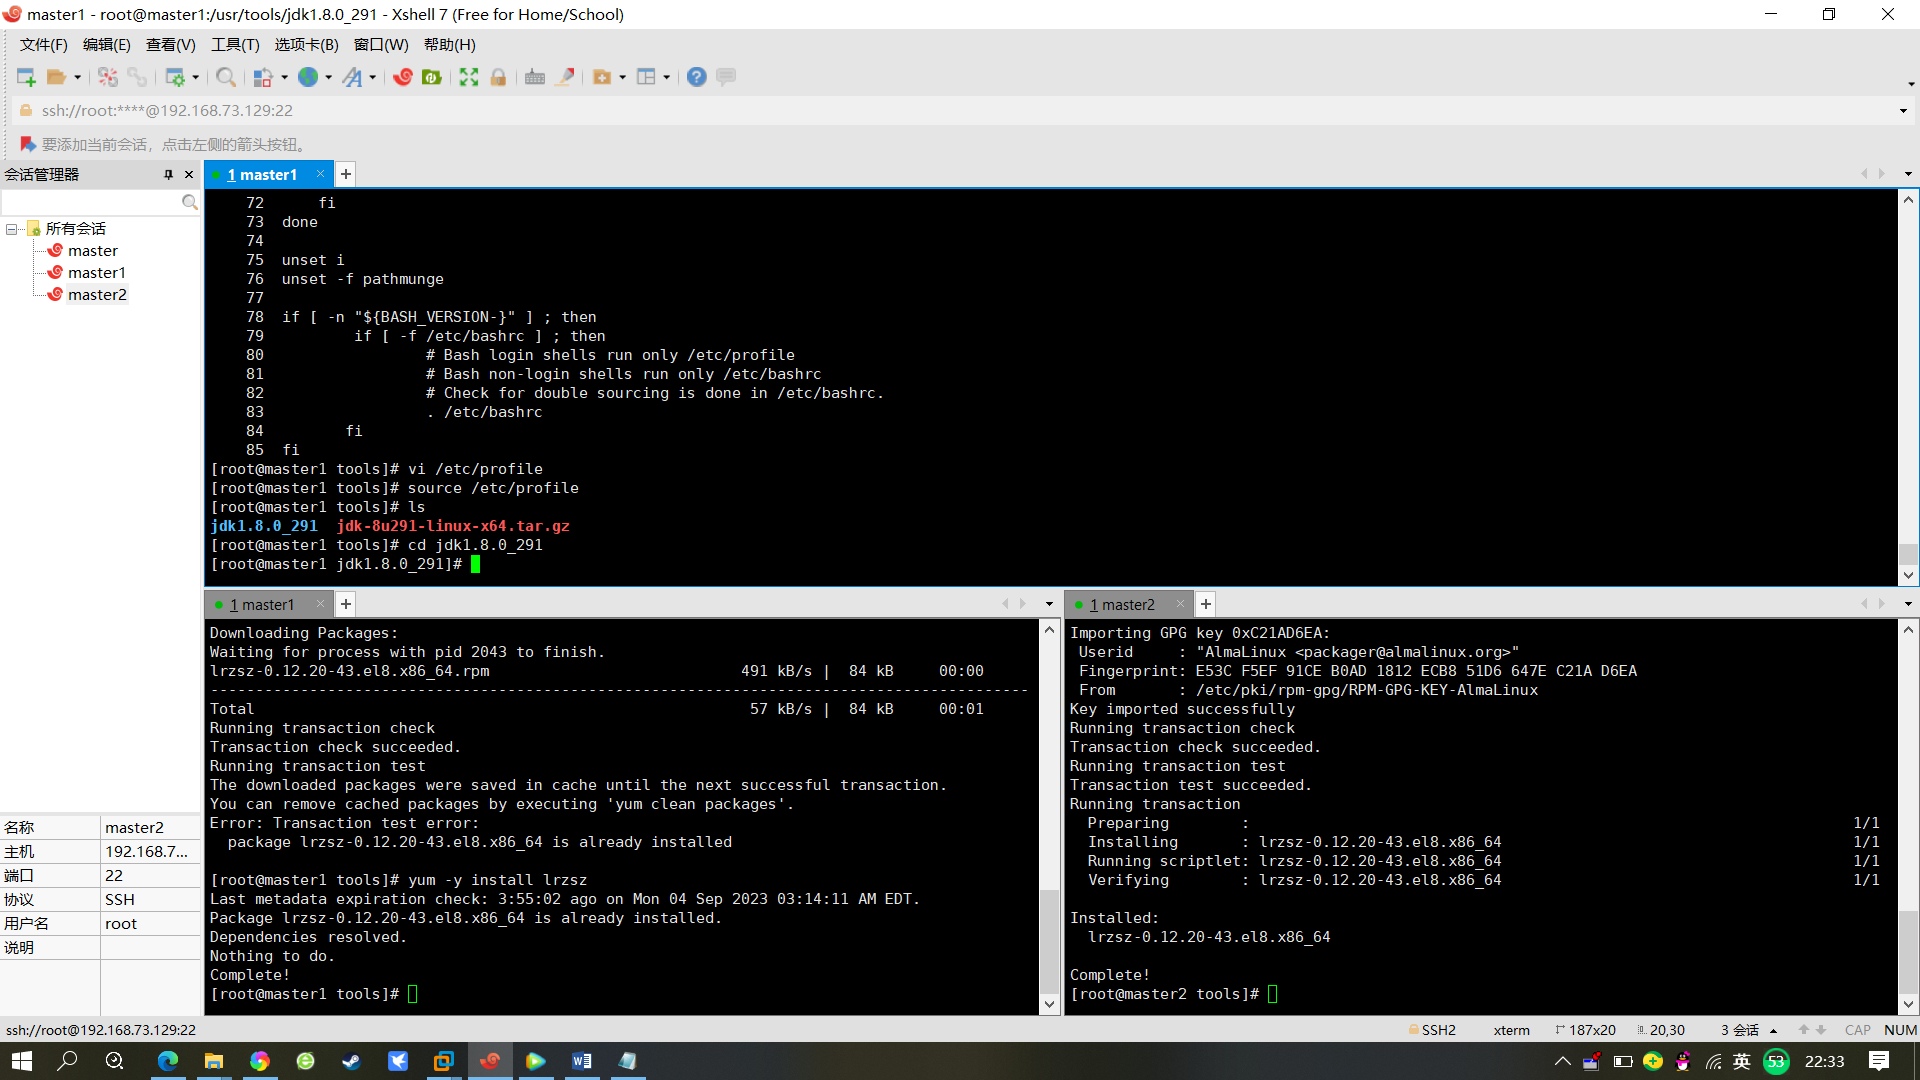 master1 - root@master1:/usr/tools/jdk1.8.0_291 - Xshell 7 (Free for Home/School)
文件(F) 编辑(E) 查看(V) 工具(T) 选项卡(B) 窗口(W) 帮助(H)
ssh://root:****@192.168.73.129:22
要添加当前会话，点击左侧的箭头按钮。
会话管理器
所有会话
master
master1
master2
名称 master2
主机 192.168.7...
端口 22
协议 SSH
用户名 root
说明
1 master1
72 fi
73 done
74
75 unset i
76 unset -f pathmunge
77
78 if [ -n "${BASH_VERSION-}" ] ; then
79 if [ -f /etc/bashrc ] ; then
80 # Bash login shells run only /etc/profile
81 # Bash non-login shells run only /etc/bashrc
82 # Check for double sourcing is done in /etc/bashrc.
83 . /etc/bashrc
84 fi
85 fi
[root@master1 tools]# vi /etc/profile
[root@master1 tools]# source /etc/profile
[root@master1 tools]# ls
jdk1.8.0_291 jdk-8u291-linux-x64.tar.gz
[root@master1 tools]# cd jdk1.8.0_291
[root@master1 jdk1.8.0_291]#
1 master1
Downloading Packages:
Waiting for process with pid 2043 to finish.
lrzsz-0.12.20-43.el8.x86_64.rpm 491 kB/s | 84 kB 00:00
-------------------------------------------------------------------------------------------
Total 57 kB/s | 84 kB 00:01
Running transaction check
Transaction check succeeded.
Running transaction test
The downloaded packages were saved in cache until the next successful transaction.
You can remove cached packages by executing 'yum clean packages'.
Error: Transaction test error:
package lrzsz-0.12.20-43.el8.x86_64 is already installed
[root@master1 tools]# yum -y install lrzsz
Last metadata expiration check: 3:55:02 ago on Mon 04 Sep 2023 03:14:11 AM EDT.
Package lrzsz-0.12.20-43.el8.x86_64 is already installed.
Dependencies resolved.
Nothing to do.
Complete!
[root@master1 tools]#
1 master2
Importing GPG key 0xC21AD6EA:
Userid : "AlmaLinux <packager@almalinux.org>"
Fingerprint: E53C F5EF 91CE B0AD 1812 ECB8 51D6 647E C21A D6EA
From : /etc/pki/rpm-gpg/RPM-GPG-KEY-AlmaLinux
Key imported successfully
Running transaction check
Transaction check succeeded.
Running transaction test
Transaction test succeeded.
Running transaction
Preparing : 1/1
Installing : lrzsz-0.12.20-43.el8.x86_64 1/1
Running scriptlet: lrzsz-0.12.20-43.el8.x86_64 1/1
Verifying : lrzsz-0.12.20-43.el8.x86_64 1/1
Installed:
lrzsz-0.12.20-43.el8.x86_64
Complete!
[root@master2 tools]#
ssh://root@192.168.73.129:22 SSH2 xterm 187x20 20,30 3 会话 CAP NUM
英 53 22:33